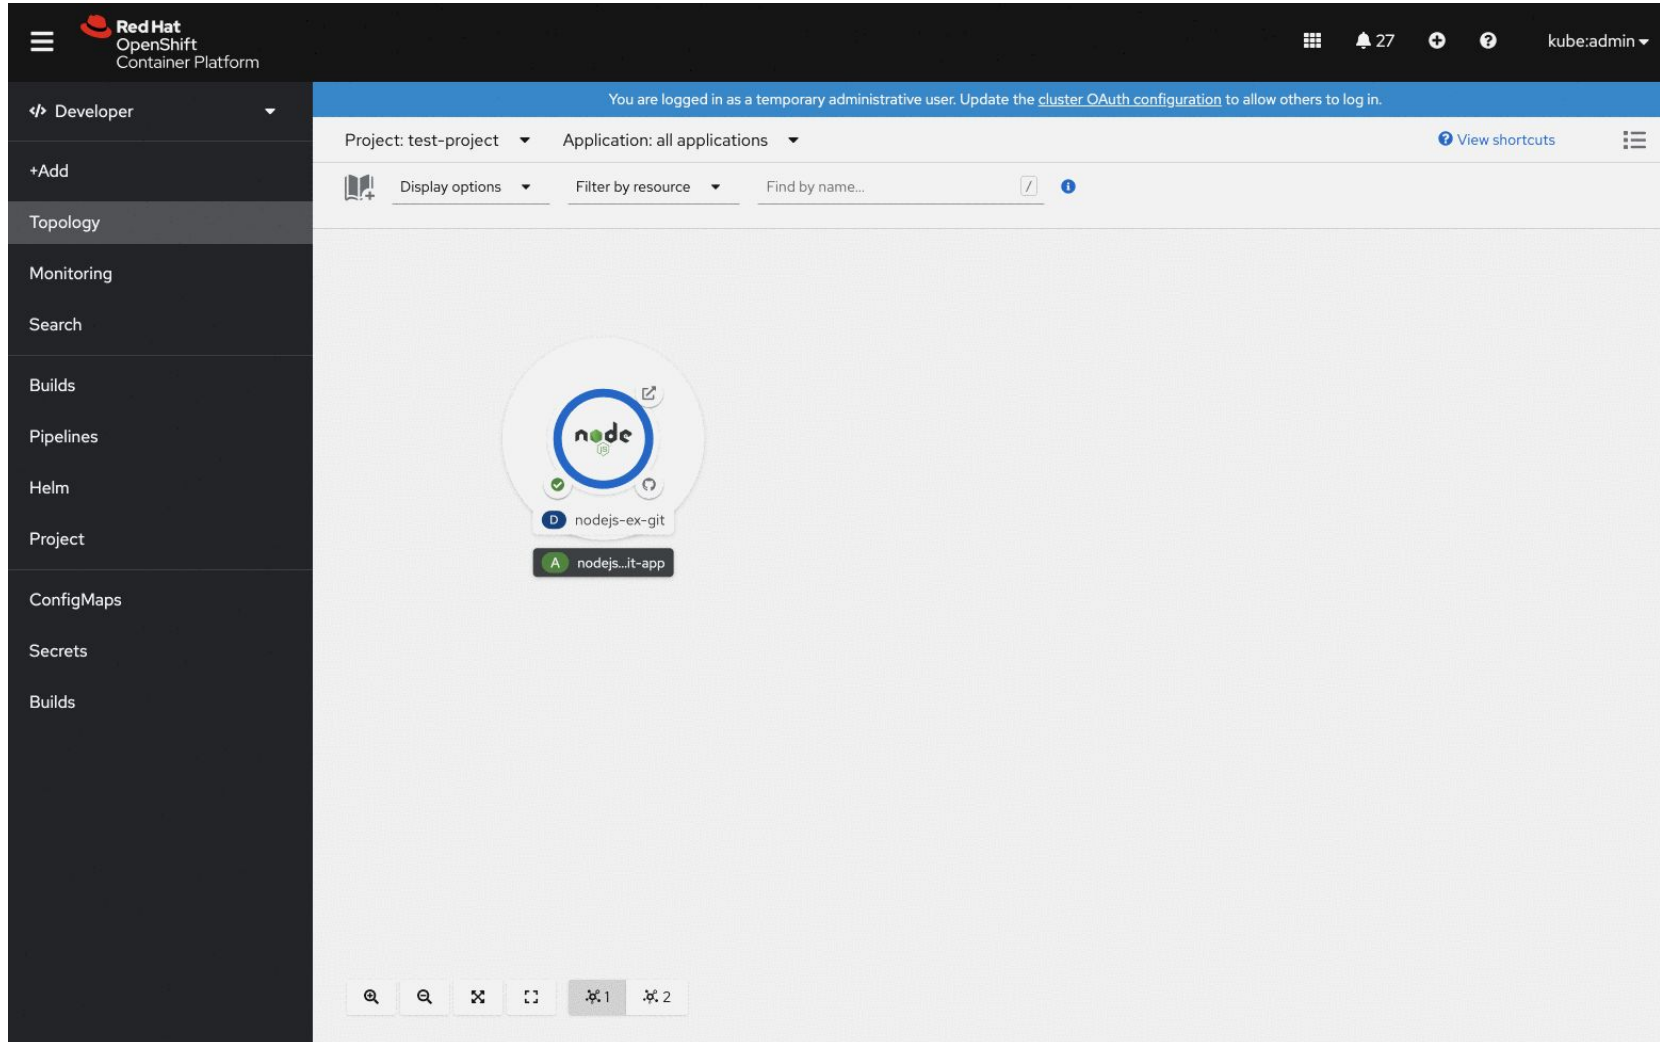 Red Hat
OpenShift
Container Platform
27
kube:admin
Developer
You are logged in as a temporary administrative user. Update the cluster OAuth configuration to allow others to log in.
Project: test-project
Application: all applications
View shortcuts
+Add
Display options
Filter by resource
Find by name...
/
Topology
Monitoring
Search
Builds
Pipelines
Helm
Project
ConfigMaps
Secrets
Builds
node
JS
D nodejs-ex-git
A nodejs...it-app
1
2